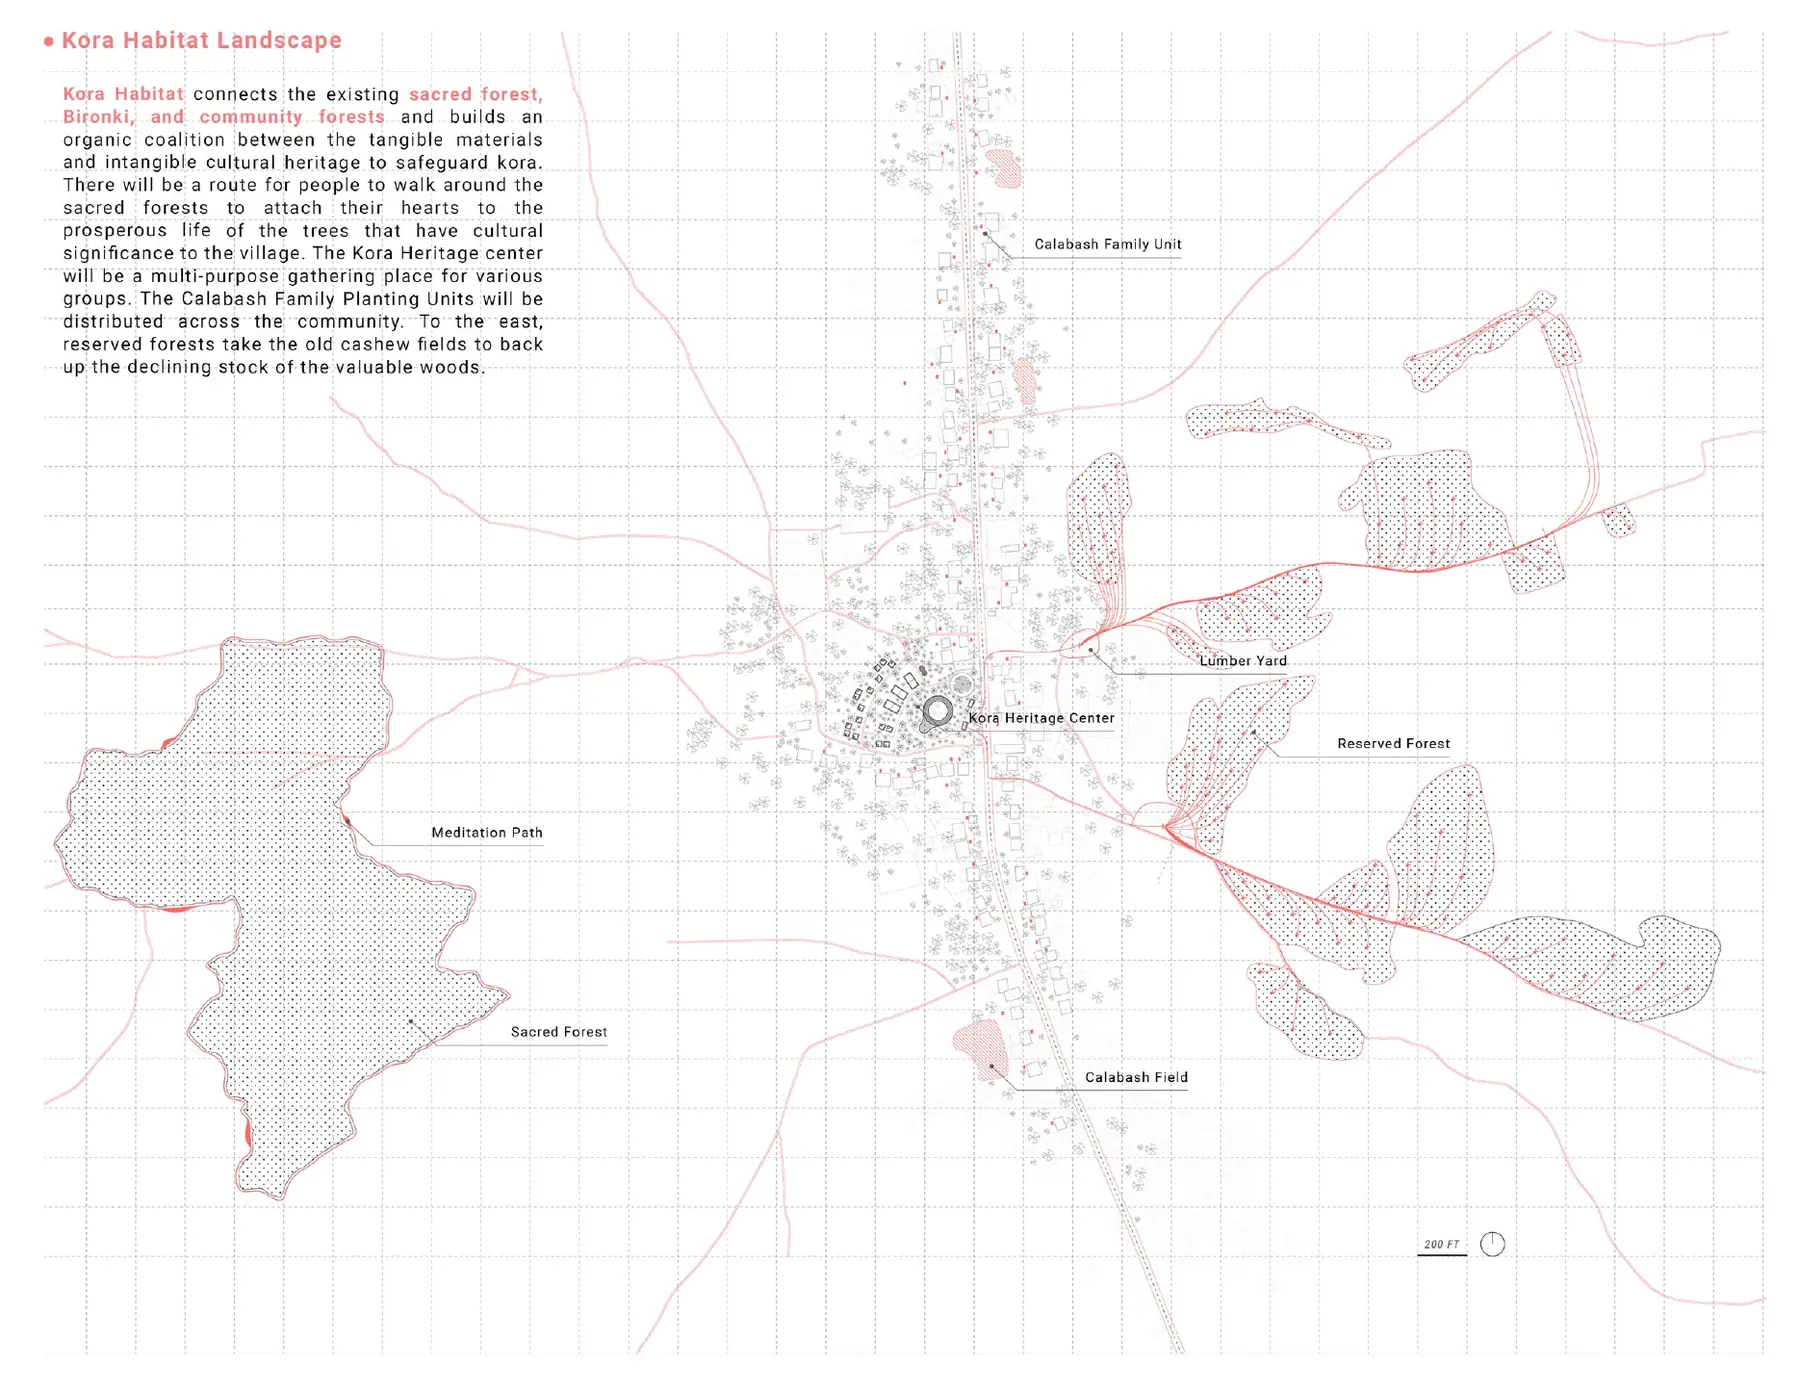 Kora Habitat Landscape
Kora Habitat connects the existing sacred forest,
Bironki, and community forests and builds an
organic coalition between the tangible materials
and intangible cultural heritage to safeguard kora.
There will be a route for people to walk around the
sacred forests to attach their hearts to the
prosperous life of the trees that have cultural
significance to the village. The Kora Heritage center
will be a multi-purpose gathering place for various
groups. The Calabash Family Planting Units will be
distributed across the community. To the east,
reserved forests take the old cashew fields to back
up the declining stock of the valuable woods.
Calabash Family Unit
Lumber Yard
Kora Heritage Center
Reserved Forest
Meditation Path
Sacred Forest
Calabash Field
200 FT